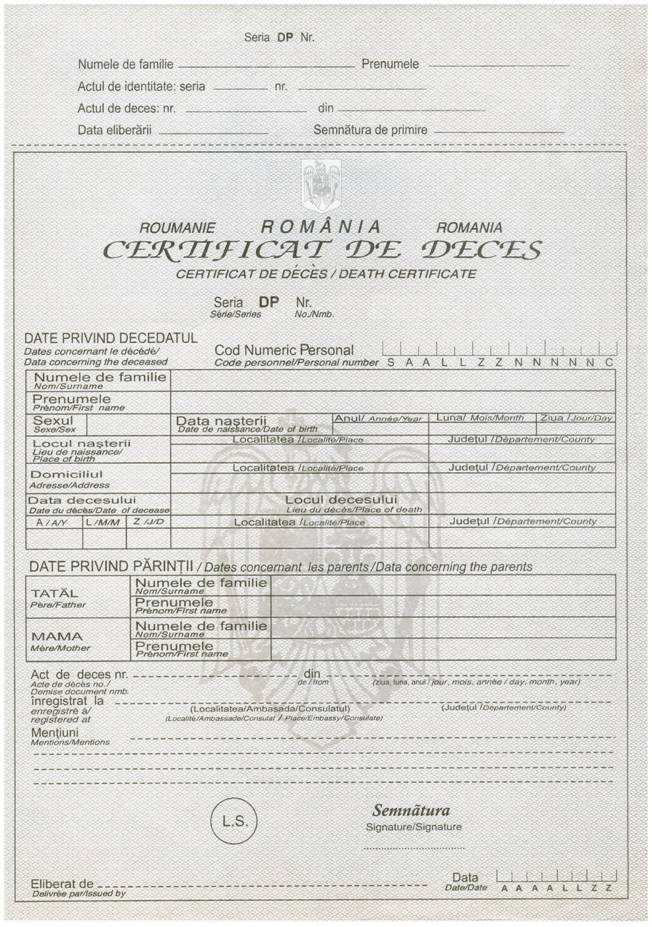 Seria DP Nr.
Numele de familie Prenumele
Actul de identitate: seria nr.
Actul de deces: nr. din
Data eliberării Semnătura de primire
ROUMANIE ROMÂNIA ROMANIA
CERTIFICAT DE DECES
CERTIFICAT DE DÉCÈS / DEATH CERTIFICATE
Seria DP Nr.
Série/Series No./Nmb.
DATE PRIVIND DECEDATUL
Dates concernant le décédé/
Data concerning the deceased
Cod Numeric Personal
Code personnel/Personal number S A A L L Z Z N N N N N C
Numele de familie
Nom/Surname
Prenumele
Prénom/First name
Sexul
Sexe/Sex
Data nașterii
Date de naissance/Date of birth
Anul/ Année/Year Luna/ Mois/Month Ziua /Jour/Day
Locul nașterii
Lieu de naissance/
Place of birth
Localitatea /Localité/Place Județul /Département/County
Domiciliul
Adresse/Address
Localitatea /Localité/Place Județul /Département/County
Data decesului
Date du décès/Date of decease
Locul decesului
Lieu du décès/Place of death
A / A/Y L /M/M Z /J/D Localitatea /Localité/Place Județul /Département/County
DATE PRIVIND PĂRINȚII / Dates concernant les parents /Data concerning the parents
TATĂL
Père/Father
Numele de familie
Nom/Surname
Prenumele
Prénom/First name
MAMA
Mère/Mother
Numele de familie
Nom/Surname
Prenumele
Prénom/First name
Act de deces nr. din
Acte de décès no./
Demise document nmb.
de / from (ziua, luna, anul / jour, mois, année / day, month, year)
înregistrat la
enregistré à/
registered at
(Localitatea/Ambasada/Consulatul) (Județul /Département/County)
(Localité/Ambassade/Consulat / Place/Embassy/Consulate)
Mențiuni
Mentions/Mentions
L.S.
Semnătura
Signature/Signature
Eliberat de
Délivrée par/Issued by
Data
Date/Date A A A A L L Z Z